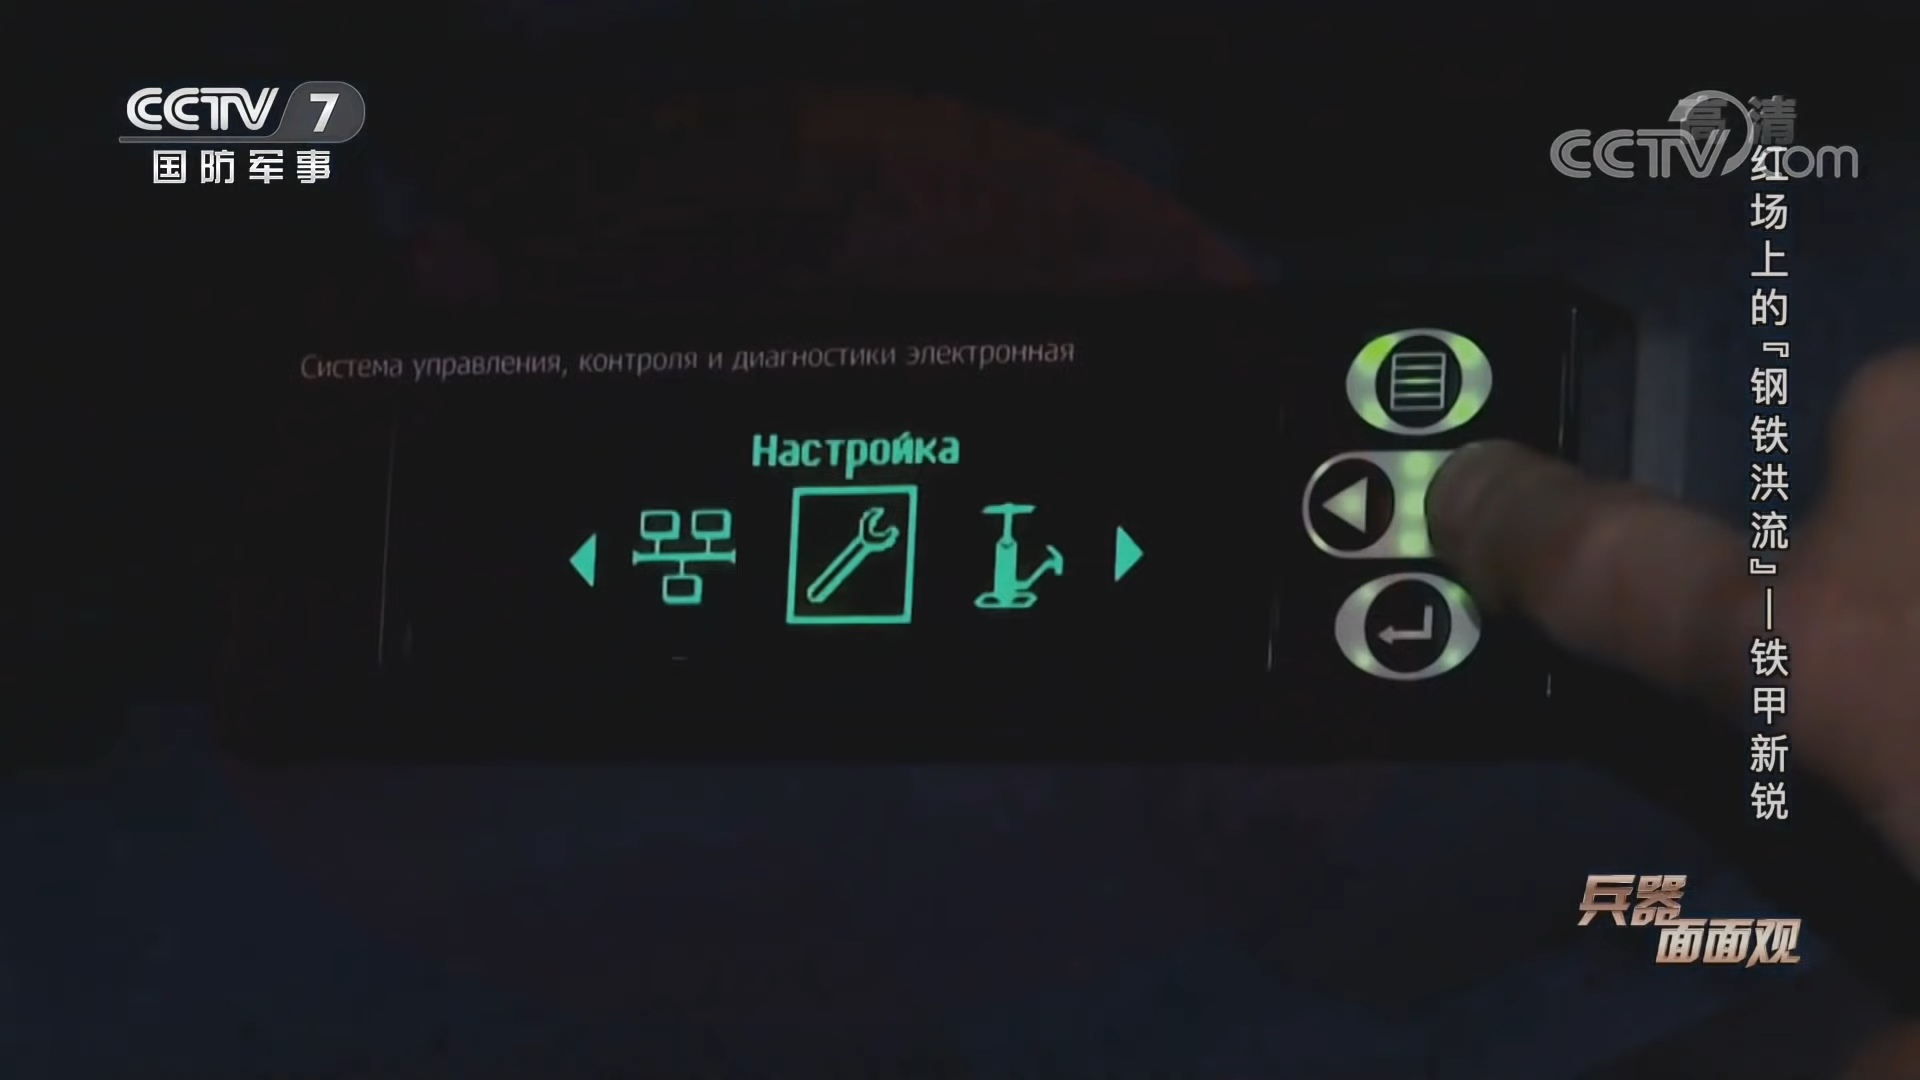 CCTV 7
国防军事
高清
CCTV.com
红场上的『钢铁洪流』—铁甲新锐
Система управления, контроля и диагностики электронная
Настройка
兵器
面面观